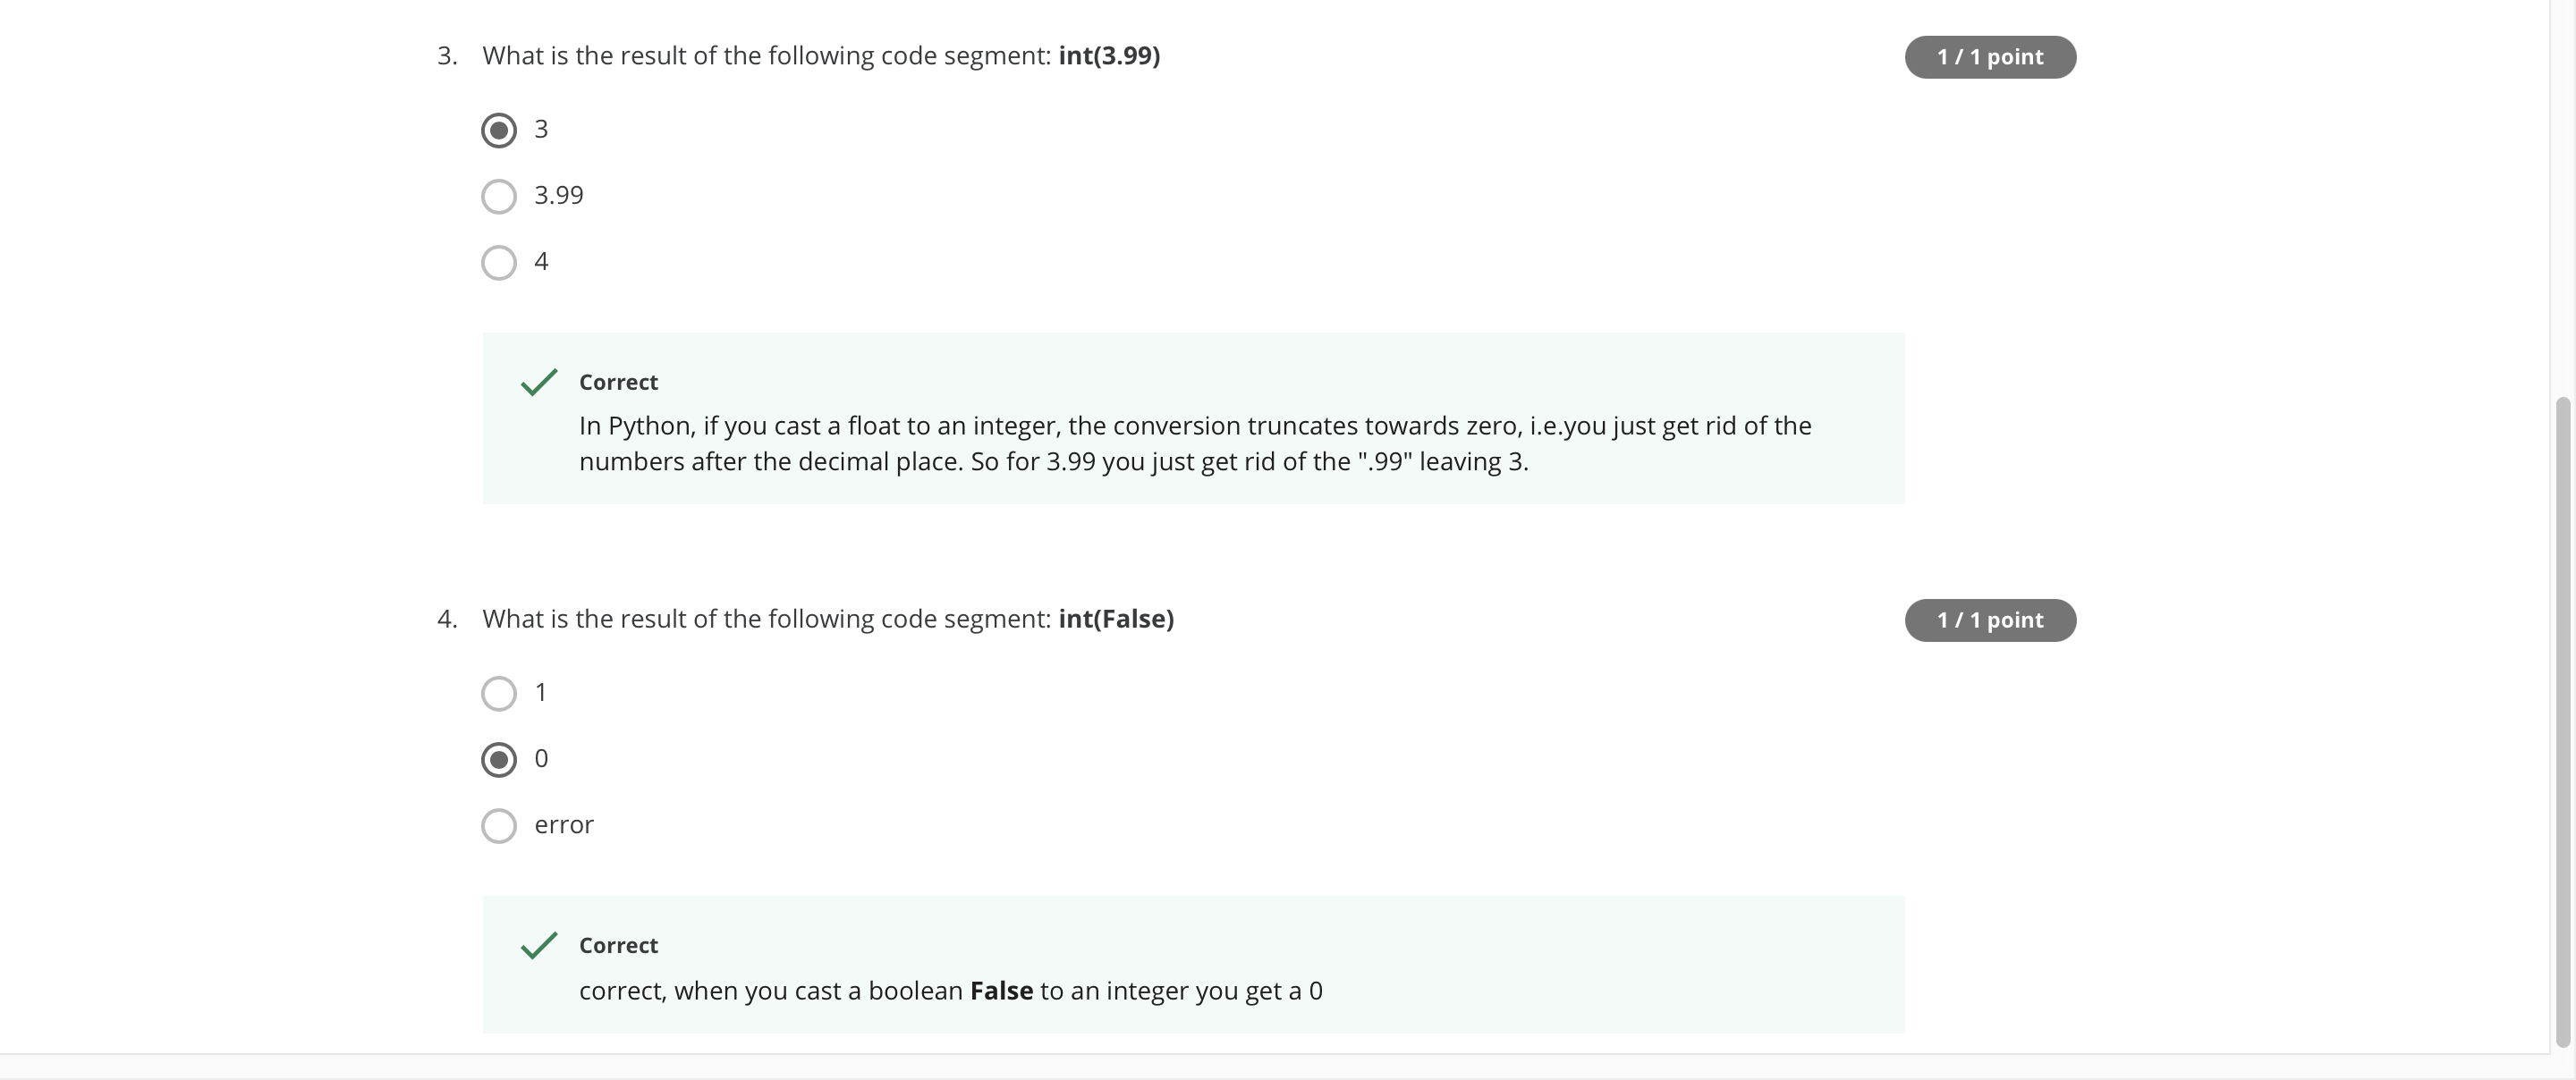 3. What is the result of the following code segment: int(3.99)
1 / 1 point
3
3.99
4
Correct
In Python, if you cast a float to an integer, the conversion truncates towards zero, i.e.you just get rid of the
numbers after the decimal place. So for 3.99 you just get rid of the ".99" leaving 3.
4. What is the result of the following code segment: int(False)
1 / 1 point
1
0
error
Correct
correct, when you cast a boolean False to an integer you get a 0